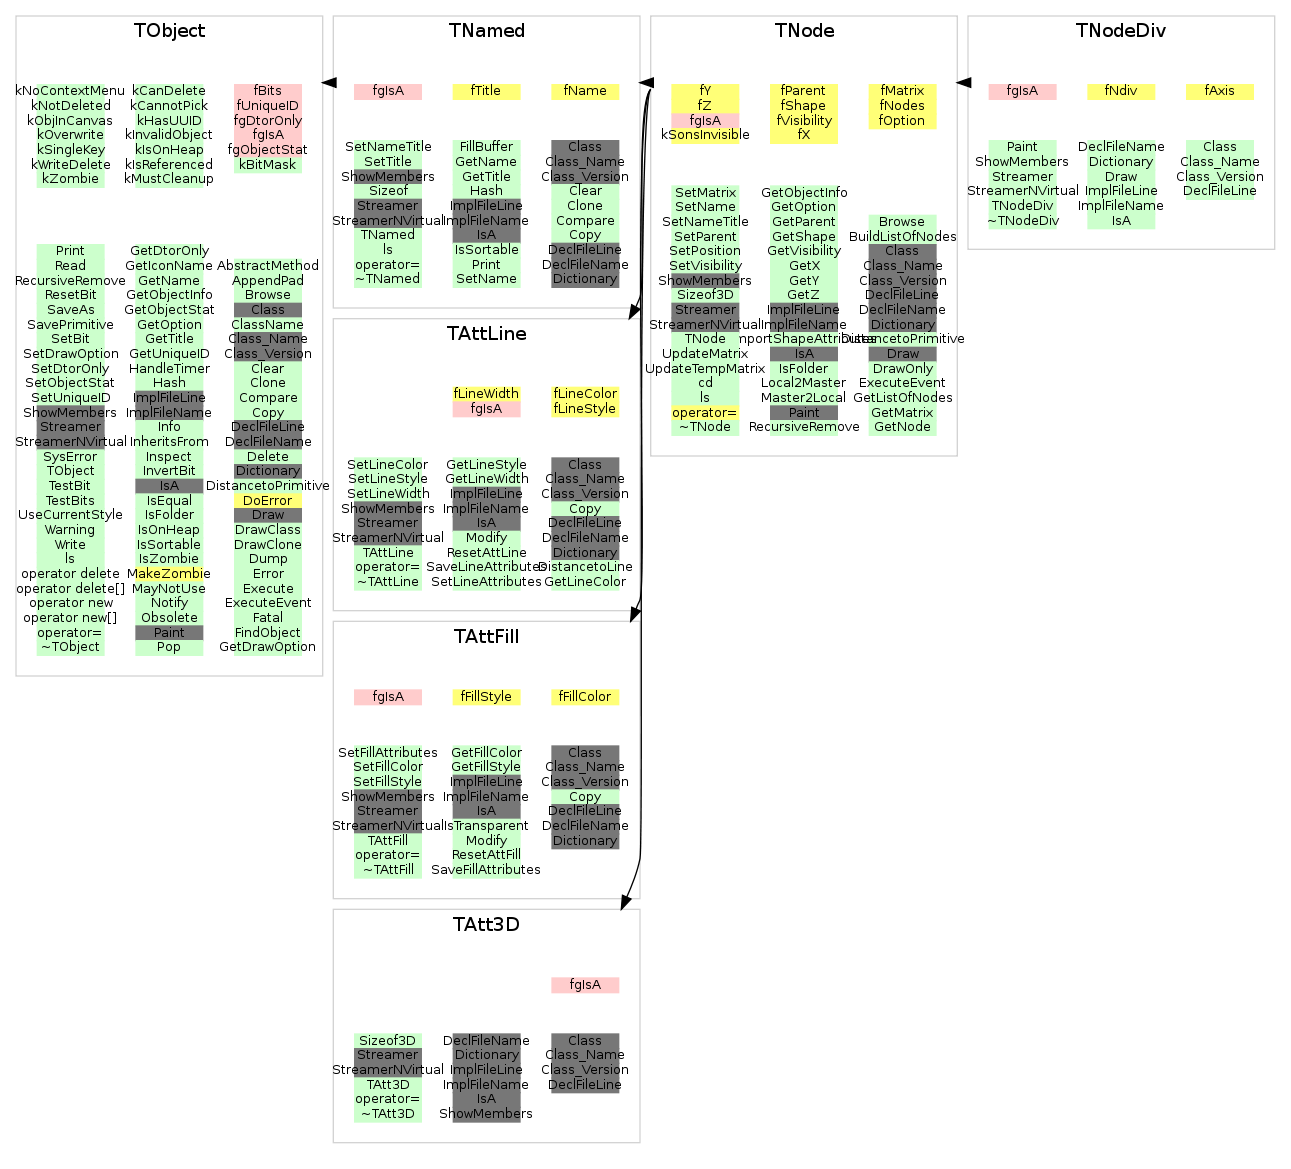 TObject
kNoContextMenu kCanDelete fBits
kNotDeleted kCannotPick fUniqueID
kObjInCanvas kHasUUID fgDtorOnly
kOverwrite kInvalidObject fgIsA
kSingleKey kIsOnHeap fgObjectStat
kWriteDelete kIsReferenced kBitMask
kZombie kMustCleanup
Print GetDtorOnly
Read GetIconName AbstractMethod
RecursiveRemove GetName AppendPad
ResetBit GetObjectInfo Browse
SaveAs GetObjectStat Class
SavePrimitive GetOption ClassName
SetBit GetTitle Class_Name
SetDrawOption GetUniqueID Class_Version
SetDtorOnly HandleTimer Clear
SetObjectStat Hash Clone
SetUniqueID ImplFileLine Compare
ShowMembers ImplFileName Copy
Streamer Info DeclFileLine
StreamerNVirtual InheritsFrom DeclFileName
SysError Inspect Delete
TObject InvertBit Dictionary
TestBit IsA DistancetoPrimitive
TestBits IsEqual DoError
UseCurrentStyle IsFolder Draw
Warning IsOnHeap DrawClass
Write IsSortable DrawClone
ls IsZombie Dump
operator delete MakeZombie Error
operator delete[] MayNotUse Execute
operator new Notify ExecuteEvent
operator new[] Obsolete Fatal
operator= Paint FindObject
~TObject Pop GetDrawOption
TNamed
fgIsA fTitle fName
SetNameTitle FillBuffer Class
SetTitle GetName Class_Name
ShowMembers GetTitle Class_Version
Sizeof Hash Clear
Streamer ImplFileLine Clone
StreamerNVirtual ImplFileName Compare
TNamed IsA Copy
ls IsSortable DeclFileLine
operator= Print DeclFileName
~TNamed SetName Dictionary
TAttLine
fLineWidth fLineColor
fgIsA fLineStyle
SetLineColor GetLineStyle Class
SetLineStyle GetLineWidth Class_Name
SetLineWidth ImplFileLine Class_Version
ShowMembers ImplFileName Copy
Streamer IsA DeclFileLine
StreamerNVirtual Modify DeclFileName
TAttLine ResetAttLine Dictionary
operator= SaveLineAttributes DistancetoLine
~TAttLine SetLineAttributes GetLineColor
TAttFill
fgIsA fFillStyle fFillColor
SetFillAttributes GetFillColor Class
SetFillColor GetFillStyle Class_Name
SetFillStyle ImplFileLine Class_Version
ShowMembers ImplFileName Copy
Streamer IsA DeclFileLine
StreamerNVirtual IsTransparent DeclFileName
TAttFill Modify Dictionary
operator= ResetAttFill
~TAttFill SaveFillAttributes
TAtt3D
fgIsA
Sizeof3D DeclFileName Class
Streamer Dictionary Class_Name
StreamerNVirtual ImplFileLine Class_Version
TAtt3D ImplFileName DeclFileLine
operator= IsA
~TAtt3D ShowMembers
TNode
fY fParent fMatrix
fZ fShape fNodes
fgIsA fVisibility fOption
kSonsInvisible fX
SetMatrix GetObjectInfo
SetName GetOption
SetNameTitle GetParent Browse
SetParent GetShape BuildListOfNodes
SetPosition GetVisibility Class
SetVisibility GetX Class_Name
ShowMembers GetY Class_Version
Sizeof3D GetZ DeclFileLine
Streamer ImplFileLine DeclFileName
StreamerNVirtual ImplFileName Dictionary
TNode mportShapeAttributes DistancetoPrimitive
UpdateMatrix IsA Draw
UpdateTempMatrix IsFolder DrawOnly
cd Local2Master ExecuteEvent
ls Master2Local GetListOfNodes
operator= Paint GetMatrix
~TNode RecursiveRemove GetNode
TNodeDiv
fgIsA fNdiv fAxis
Paint DeclFileName Class
ShowMembers Dictionary Class_Name
Streamer Draw Class_Version
StreamerNVirtual ImplFileLine DeclFileLine
TNodeDiv ImplFileName
~TNodeDiv IsA